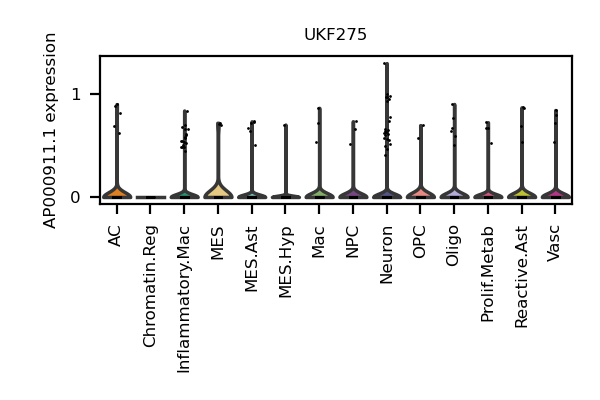 UKF275
AP000911.1 expression
1
0
AC
Chromatin.Reg
Inflammatory.Mac
MES
MES.Ast
MES.Hyp
Mac
NPC
Neuron
OPC
Oligo
Prolif.Metab
Reactive.Ast
Vasc